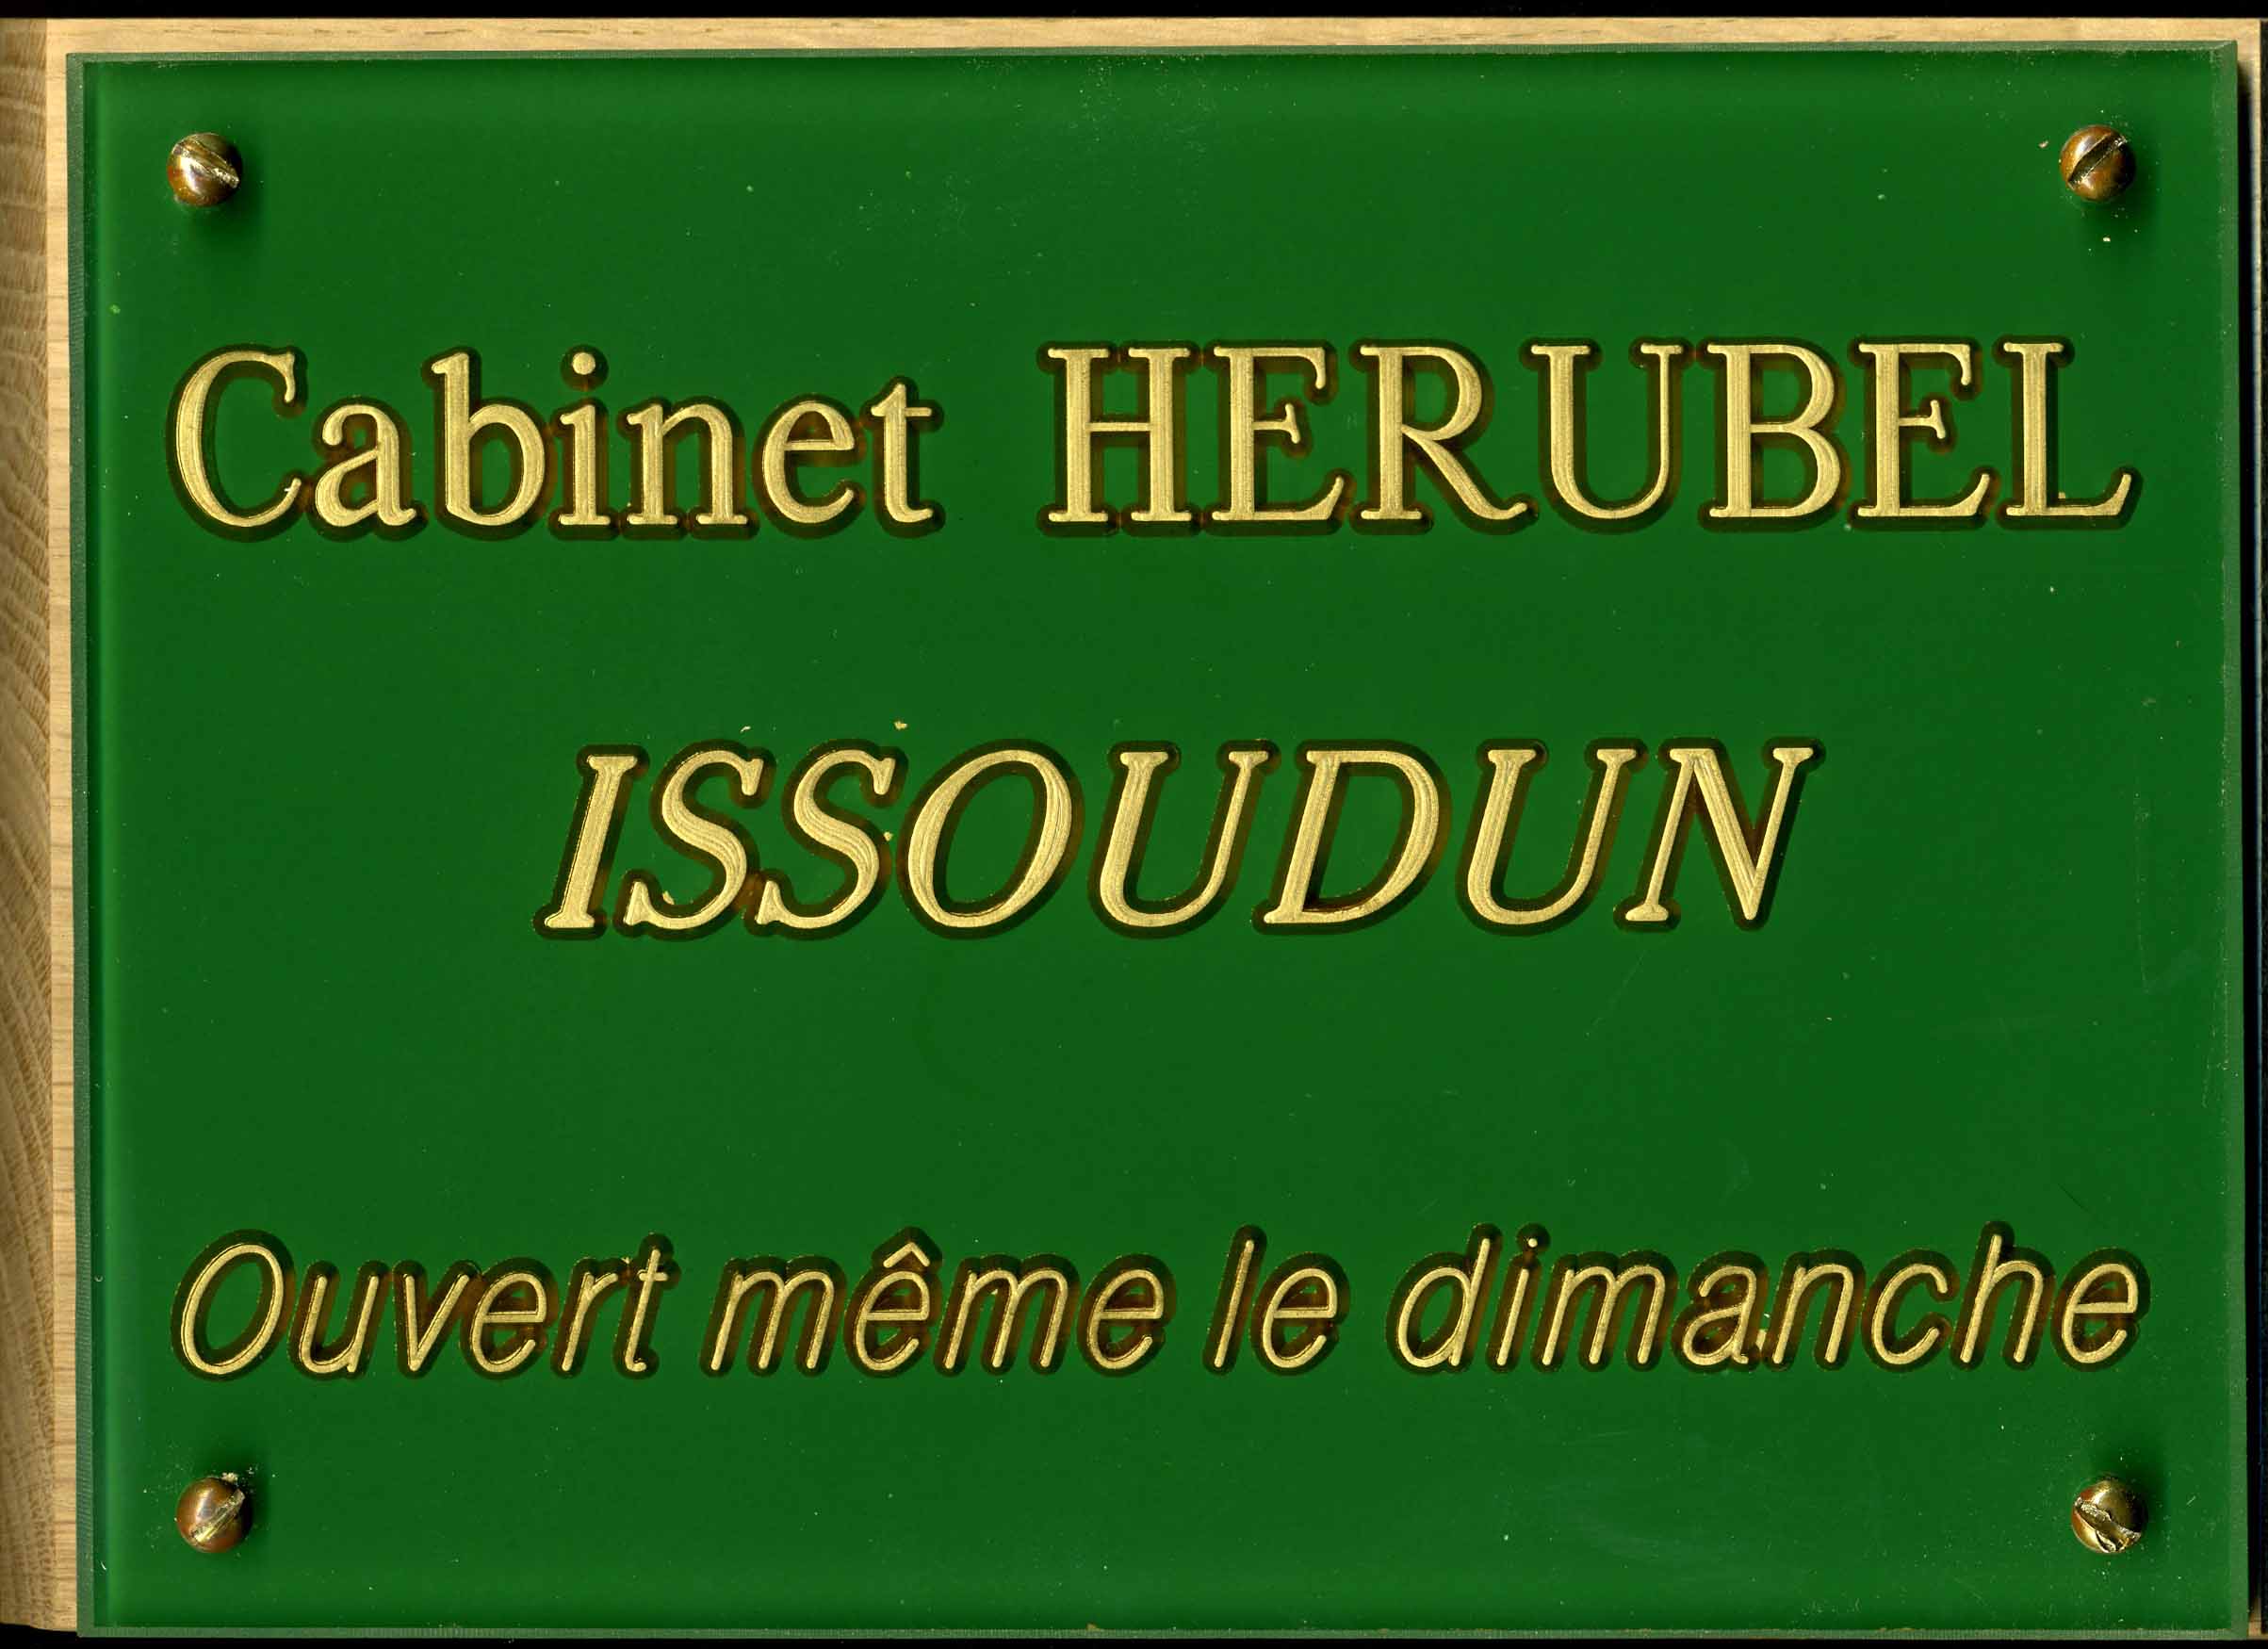 Cabinet HERUBEL
ISSOUDUN
Ouvert même le dimanche